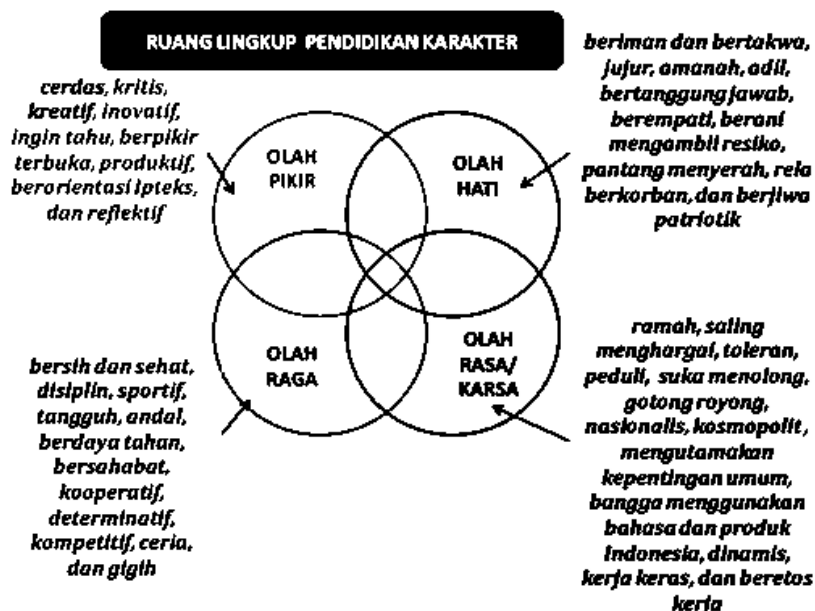 RUANG LINGKUP PENDIDIKAN KARAKTER
cerdas, kritis,
kreatif, inovatif,
ingin tahu, berpikir
terbuka, produktif,
berorientasi Ipteks,
dan reflektif
OLAH
PIKIR
OLAH
HATI
beriman dan bertakwa,
jujur, amanah, adil,
bertanggung jawab,
berempati, berani
mengambil resiko,
pantang menyerah, rela
berkorban, dan berjiwa
patriotik
bersih dan sehat,
disiplin, sportif,
tangguh, andal,
berdaya tahan,
bersahabat,
kooperatif,
determinatif,
kompetitif, ceria,
dan gigih
OLAH
RAGA
OLAH
RASA/
KARSA
ramah, saling
menghargai, toleran,
peduli, suka menolong,
gotong royong,
nasionalis, kosmopolit,
mengutamakan
kepentingan umum,
bangga menggunakan
bahasa dan produk
Indonesia, dinamis,
kerja keras, dan beretos
kerja